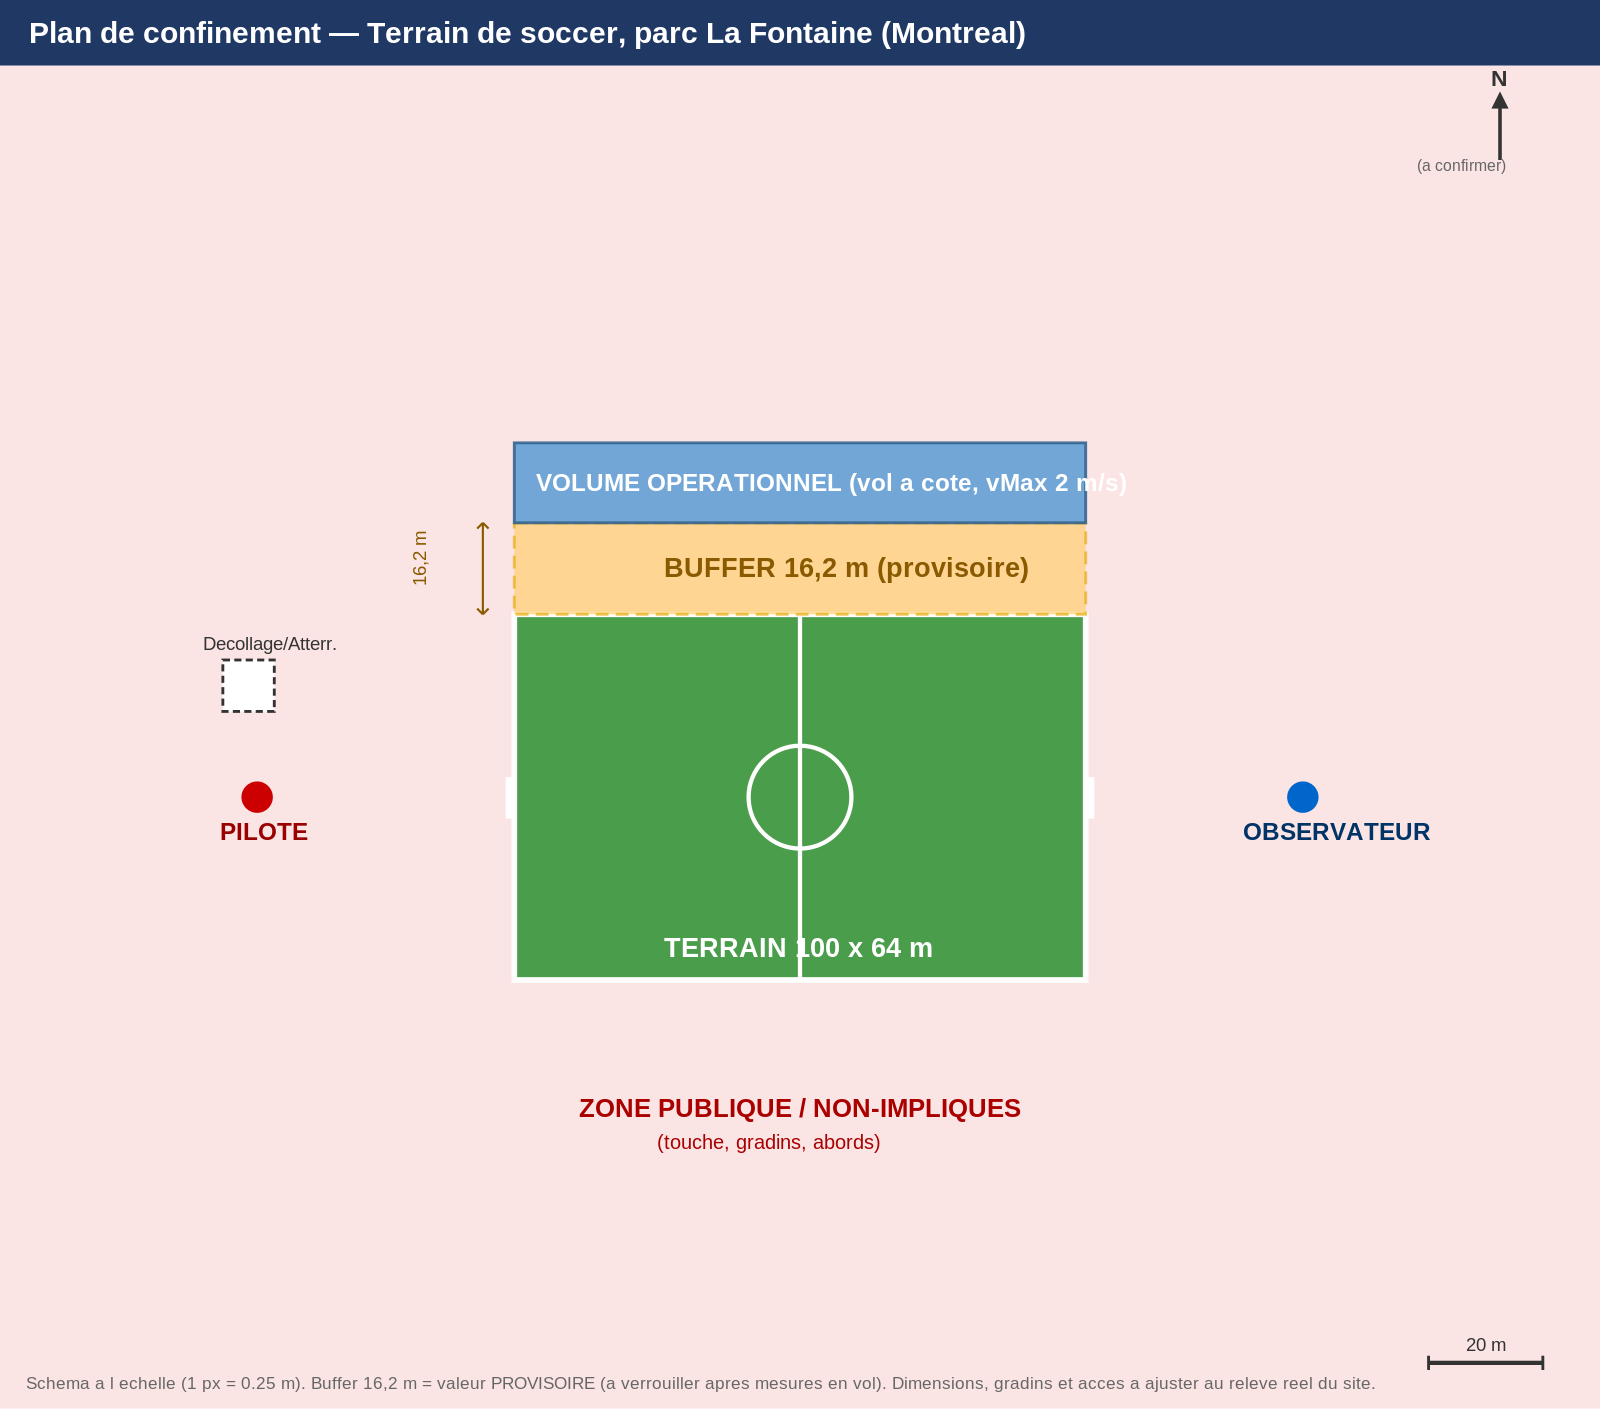 Plan de confinement — Terrain de soccer, parc La Fontaine (Montreal)
N
(a confirmer)
VOLUME OPERATIONNEL (vol a cote, vMax 2 m/s)
16,2 m
BUFFER 16,2 m (provisoire)
Decollage/Atterr.
PILOTE
OBSERVATEUR
TERRAIN 100 x 64 m
ZONE PUBLIQUE / NON-IMPLIQUES
(touche, gradins, abords)
20 m
Schema a l echelle (1 px = 0.25 m). Buffer 16,2 m = valeur PROVISOIRE (a verrouiller apres mesures en vol). Dimensions, gradins et acces a ajuster au releve reel du site.